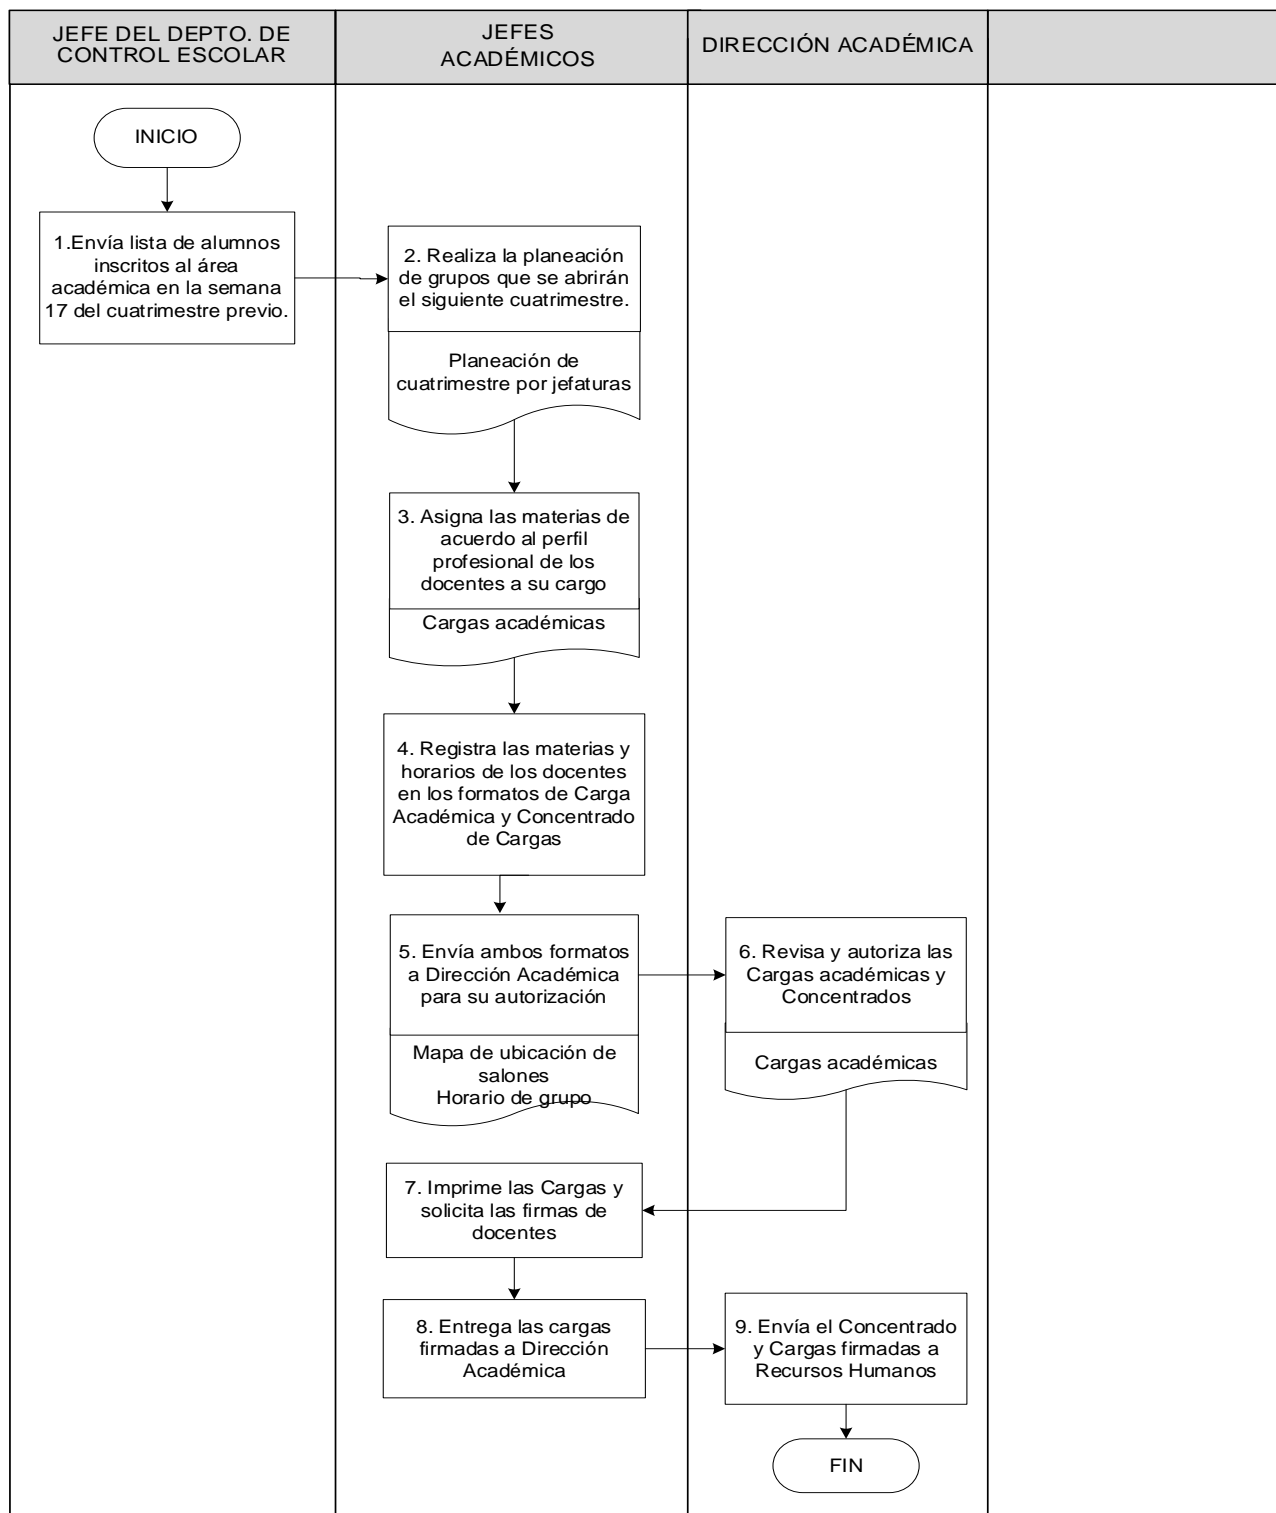 JEFE DEL DEPTO. DE
CONTROL ESCOLAR
JEFES
ACADÉMICOS
DIRECCIÓN ACADÉMICA
INICIO
1.Envía lista de alumnos
inscritos al área
académica en la semana
17 del cuatrimestre previo.
2. Realiza la planeación
de grupos que se abrirán
el siguiente cuatrimestre.
Planeación de
cuatrimestre por jefaturas
3. Asigna las materias de
acuerdo al perfil
profesional de los
docentes a su cargo
Cargas académicas
4. Registra las materias y
horarios de los docentes
en los formatos de Carga
Académica y Concentrado
de Cargas
5. Envía ambos formatos
a Dirección Académica
para su autorización
Mapa de ubicación de
salones
Horario de grupo
6. Revisa y autoriza las
Cargas académicas y
Concentrados
Cargas académicas
7. Imprime las Cargas y
solicita las firmas de
docentes
8. Entrega las cargas
firmadas a Dirección
Académica
9. Envía el Concentrado
y Cargas firmadas a
Recursos Humanos
FIN